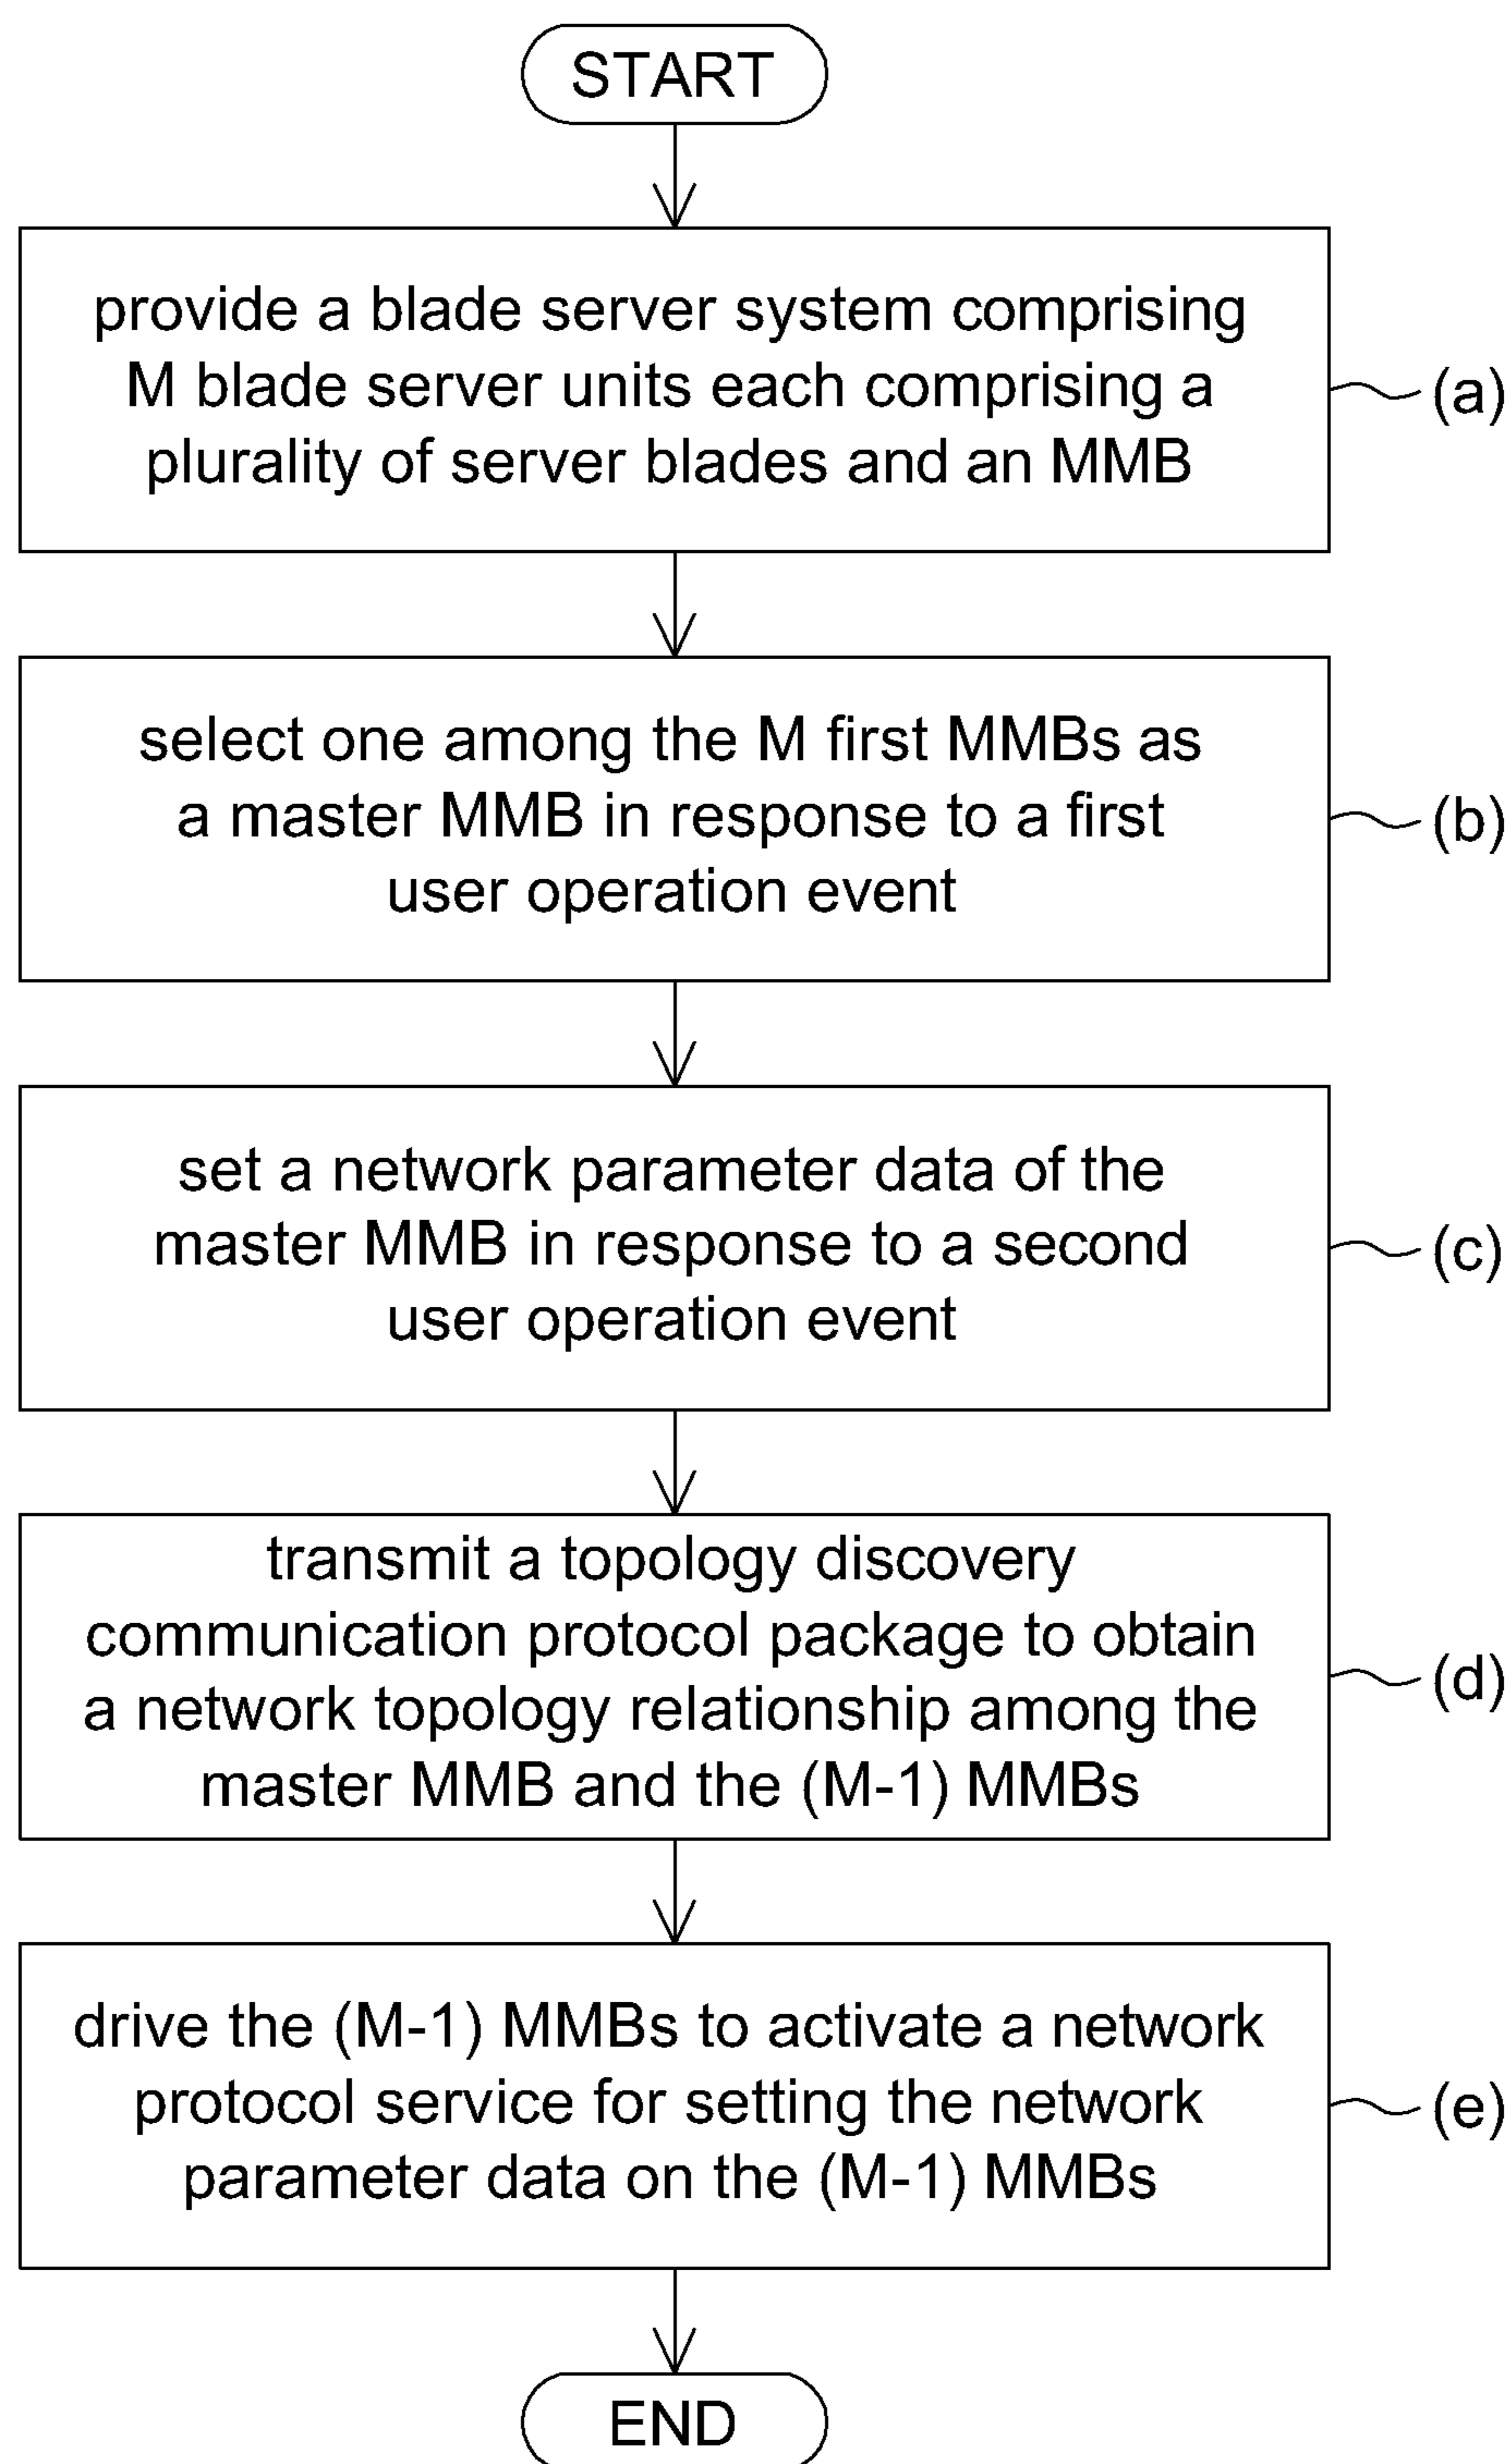 START
provide a blade server system comprising
M blade server units each comprising a
plurality of server blades and an MMB
(a)
select one among the M first MMBs as
a master MMB in response to a first
user operation event
(b)
set a network parameter data of the
master MMB in response to a second
user operation event
(c)
transmit a topology discovery
communication protocol package to obtain
a network topology relationship among the
master MMB and the (M-1) MMBs
(d)
drive the (M-1) MMBs to activate a network
protocol service for setting the network
parameter data on the (M-1) MMBs
(e)
END